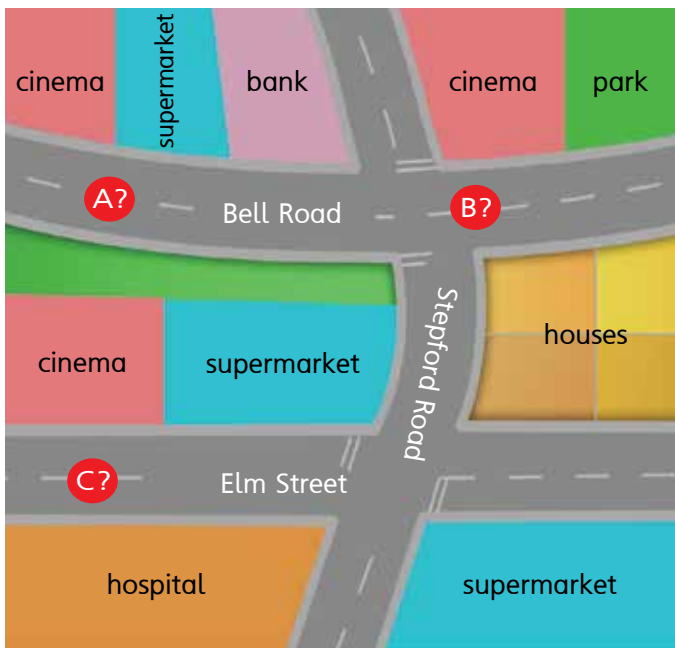 cinema
supermarket
bank
cinema
park
A?
Bell Road
B?
Stepford Road
houses
cinema
supermarket
C?
Elm Street
hospital
supermarket